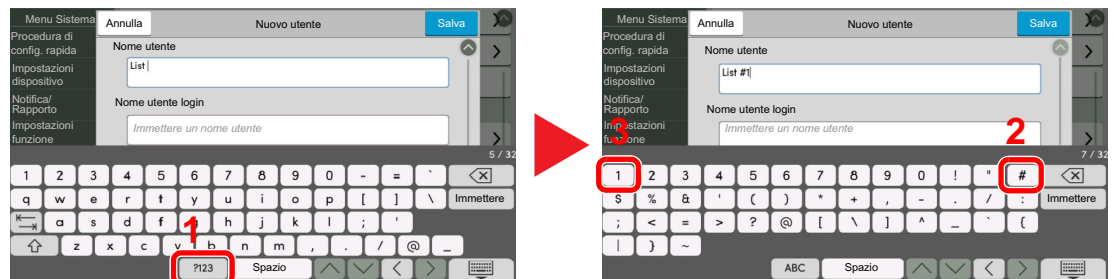 Menu Sistema
Annulla
Nuovo utente
Salva
Procedura di
config. rapida
Nome utente
List
Impostazioni
dispositivo
Notifica/
Rapporto
Nome utente login
Impostazioni
funzione
Immettere un nome utente
5 / 32
1 2 3 4 5 6 7 8 9 0 - = `
q w e r t y u i o p [ ] \ Immettere
a s d f g h j k l ; '
1
z x c v b n m , . / @ _
?123 Spazio
Menu Sistema
Annulla
Nuovo utente
Salva
Procedura di
config. rapida
Nome utente
List #1
Impostazioni
dispositivo
Notifica/
Rapporto
Nome utente login
Impostazioni
funzione
Immettere un nome utente
3
2
7 / 32
1 2 3 4 5 6 7 8 9 0 ! " #
$ % & ' ( ) * + , - . / : Immettere
; < = > ? @ [ \ ] ^ _ ` {
| } ~
ABC Spazio